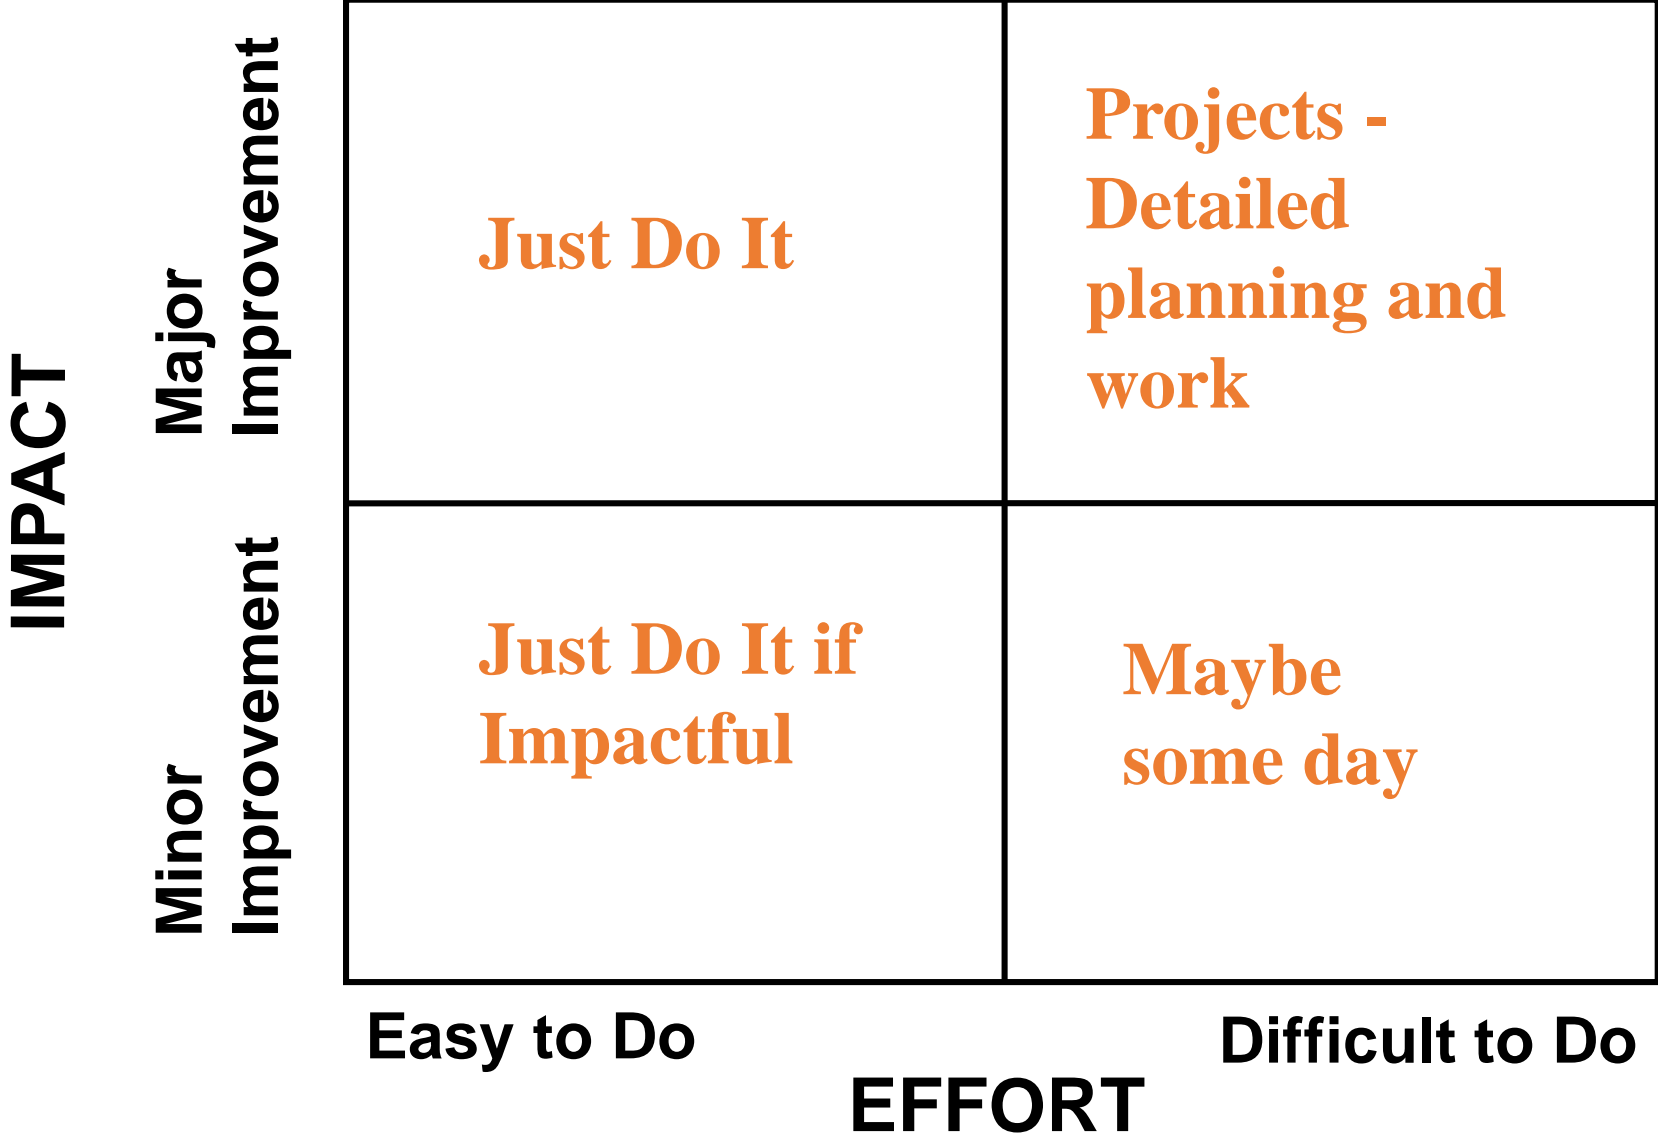 IMPACT
Major
Improvement
Just Do It
Projects -
Detailed
planning and
work
Minor
Improvement
Just Do It if
Impactful
Maybe
some day
Easy to Do
Difficult to Do
EFFORT